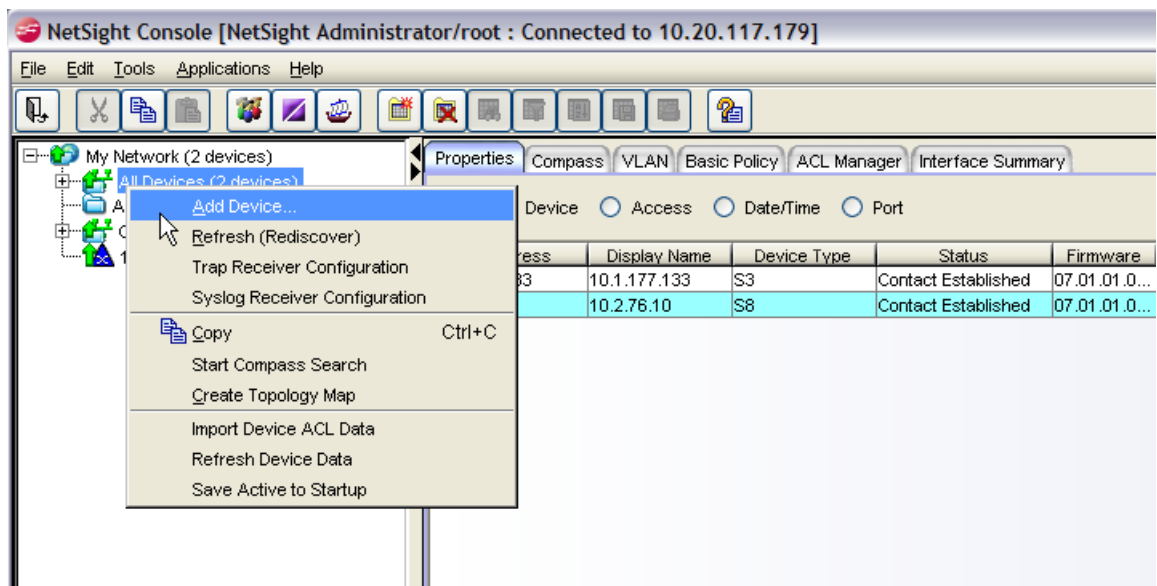 NetSight Console [NetSight Administrator/root : Connected to 10.20.117.179]
File Edit Tools Applications Help
My Network (2 devices)
All Devices (2 devices)
Properties Compass VLAN Basic Policy ACL Manager Interface Summary
Device Access Date/Time Port
Display Name Device Type Status Firmware
10.1.177.133 S3 Contact Established 07.01.01.0...
10.2.76.10 S8 Contact Established 07.01.01.0...
Add Device...
Refresh (Rediscover)
Trap Receiver Configuration
Syslog Receiver Configuration
Copy Ctrl+C
Start Compass Search
Create Topology Map
Import Device ACL Data
Refresh Device Data
Save Active to Startup